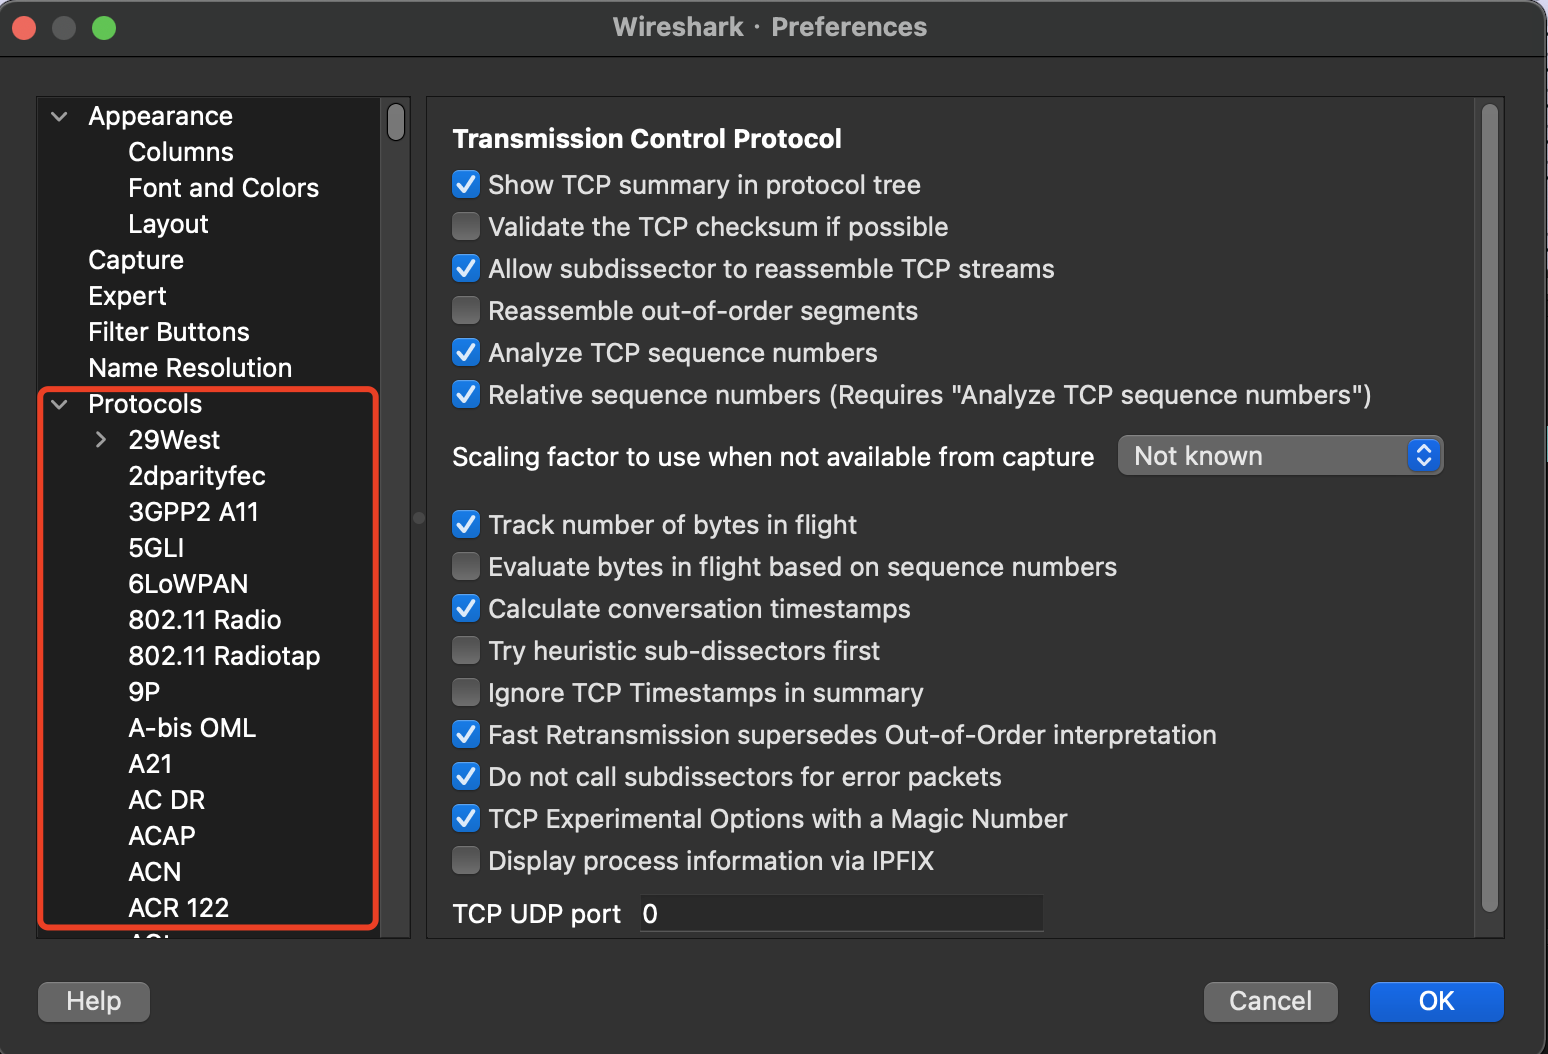 Wireshark · Preferences
Appearance
Columns
Font and Colors
Layout
Capture
Expert
Filter Buttons
Name Resolution
Protocols
29West
2dparityfec
3GPP2 A11
5GLI
6LoWPAN
802.11 Radio
802.11 Radiotap
9P
A-bis OML
A21
AC DR
ACAP
ACN
ACR 122
Transmission Control Protocol
Show TCP summary in protocol tree
Validate the TCP checksum if possible
Allow subdissector to reassemble TCP streams
Reassemble out-of-order segments
Analyze TCP sequence numbers
Relative sequence numbers (Requires "Analyze TCP sequence numbers")
Scaling factor to use when not available from capture Not known
Track number of bytes in flight
Evaluate bytes in flight based on sequence numbers
Calculate conversation timestamps
Try heuristic sub-dissectors first
Ignore TCP Timestamps in summary
Fast Retransmission supersedes Out-of-Order interpretation
Do not call subdissectors for error packets
TCP Experimental Options with a Magic Number
Display process information via IPFIX
TCP UDP port 0
Help Cancel OK